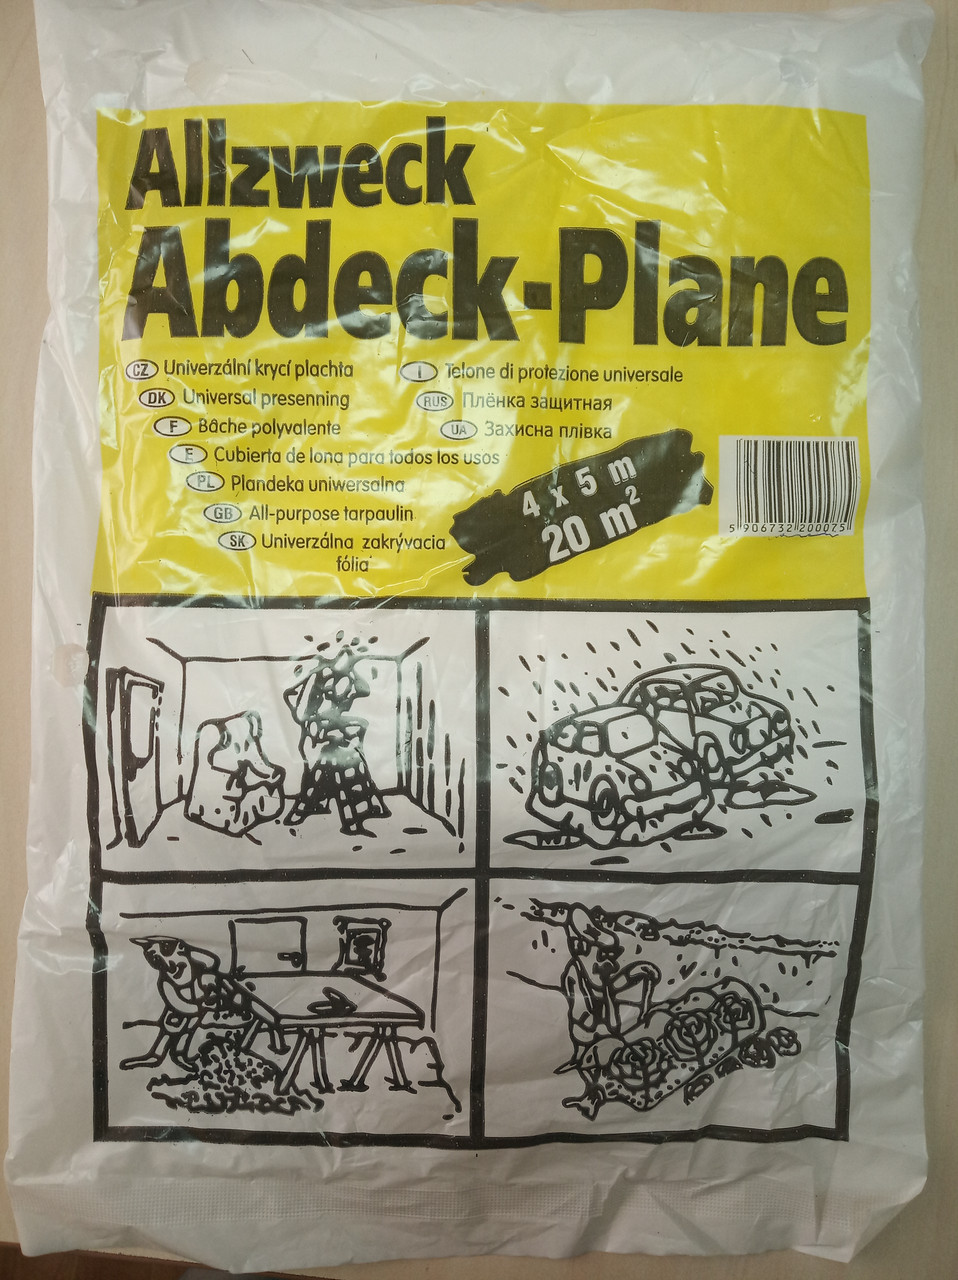 Allzweck
Abdeck-Plane
CZ Univerzální krycí plachta
DK Universal presenning
F Bâche polyvalente
E Cubierta de lona para todos los usos
PL Plandeka uniwersalna
GB All-purpose tarpaulin
SK Univerzálna zakrývacia
fólia
I Telone di protezione universale
RUS Плёнка защитная
UA Захисна плівка
4 x 5 m
20 m²
5 906732 200075